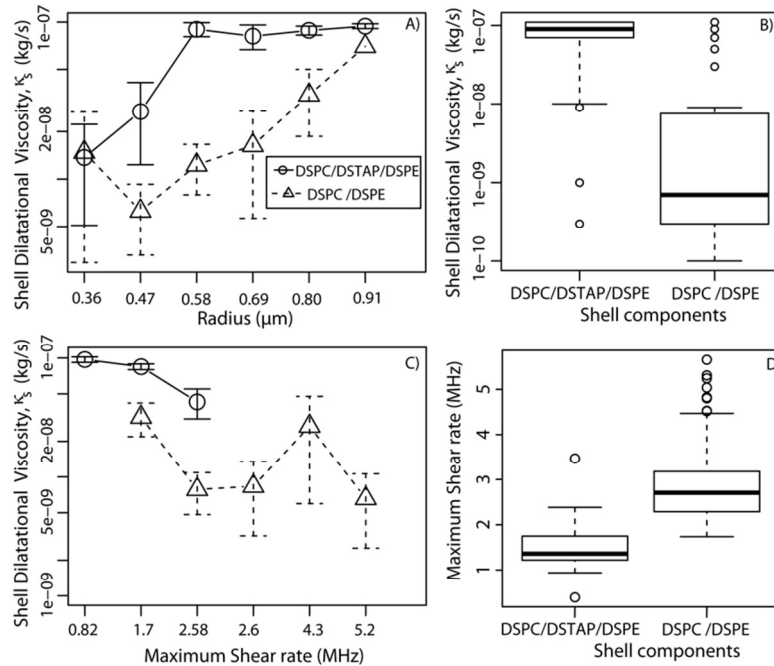 A)
Shell Dilatational Viscosity, κs (kg/s)
1e-07
2e-08
5e-09
DSPC/DSTAP/DSPE
DSPC /DSPE
0.36 0.47 0.58 0.69 0.80 0.91
Radius (μm)
B)
Shell Dilatational Viscosity, κs (kg/s)
1e-07
1e-08
1e-09
1e-10
DSPC/DSTAP/DSPE DSPC /DSPE
Shell components
C)
Shell Dilatational Viscosity, κs (kg/s)
1e-07
2e-08
5e-09
1e-09
0.82 1.7 2.58 2.6 4.3 5.2
Maximum Shear rate (MHz)
D
Maximum Shear rate (MHz)
5
4
3
2
1
DSPC/DSTAP/DSPE DSPC /DSPE
Shell components